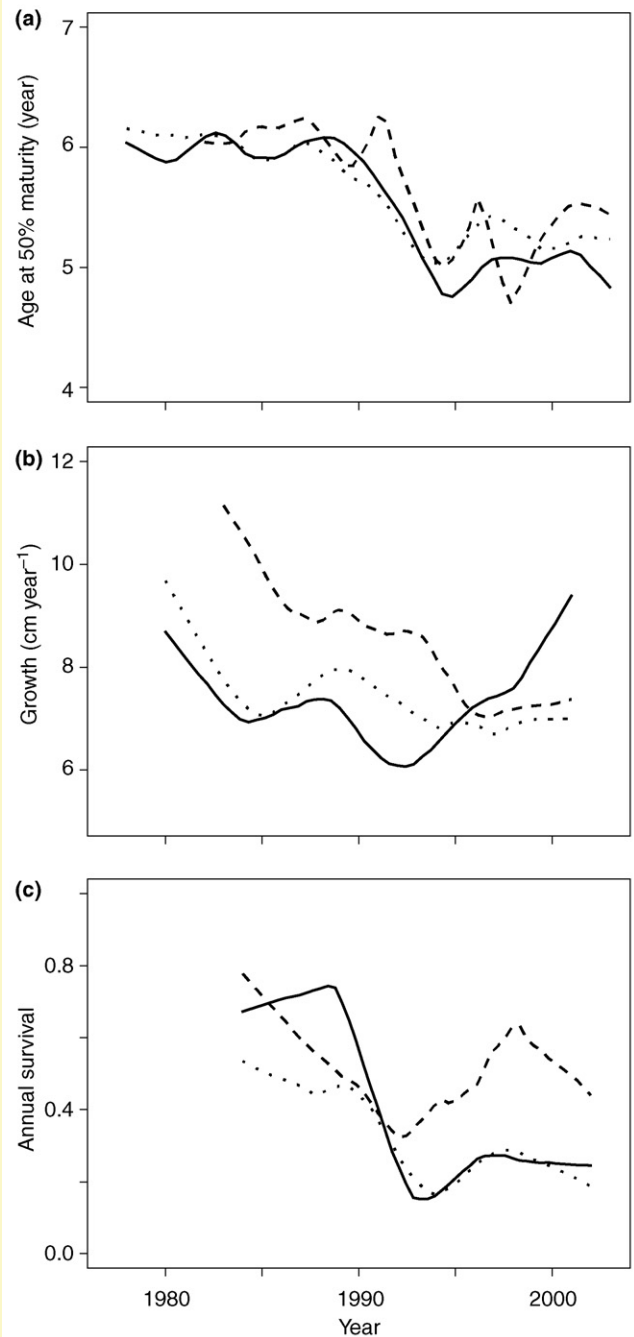 (a)
7
6
5
4
Age at 50% maturity (year)
(b)
12
10
8
6
Growth (cm year⁻¹)
(c)
0.8
0.4
0.0
Annual survival
1980 1990 2000
Year